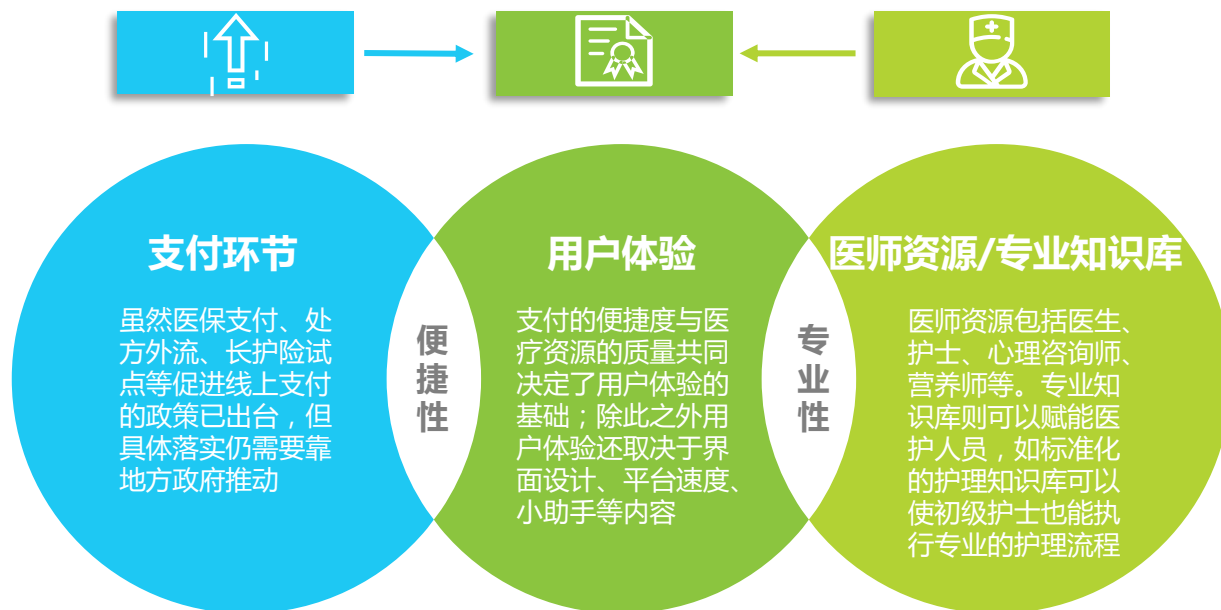 支付环节
虽然医保支付、处
方外流、长护险试
点等促进线上支付
的政策已出台，但
具体落实仍需要靠
地方政府推动
便
捷
性
用户体验
支付的便捷度与医
疗资源的质量共同
决定了用户体验的
基础；除此之外用
户体验还取决于界
面设计、平台速度、
小助手等内容
专
业
性
医师资源/专业知识库
医师资源包括医生、
护士、心理咨询师、
营养师等。专业知
识库则可以赋能医
护人员，如标准化
的护理知识库可以
使初级护士也能执
行专业的护理流程